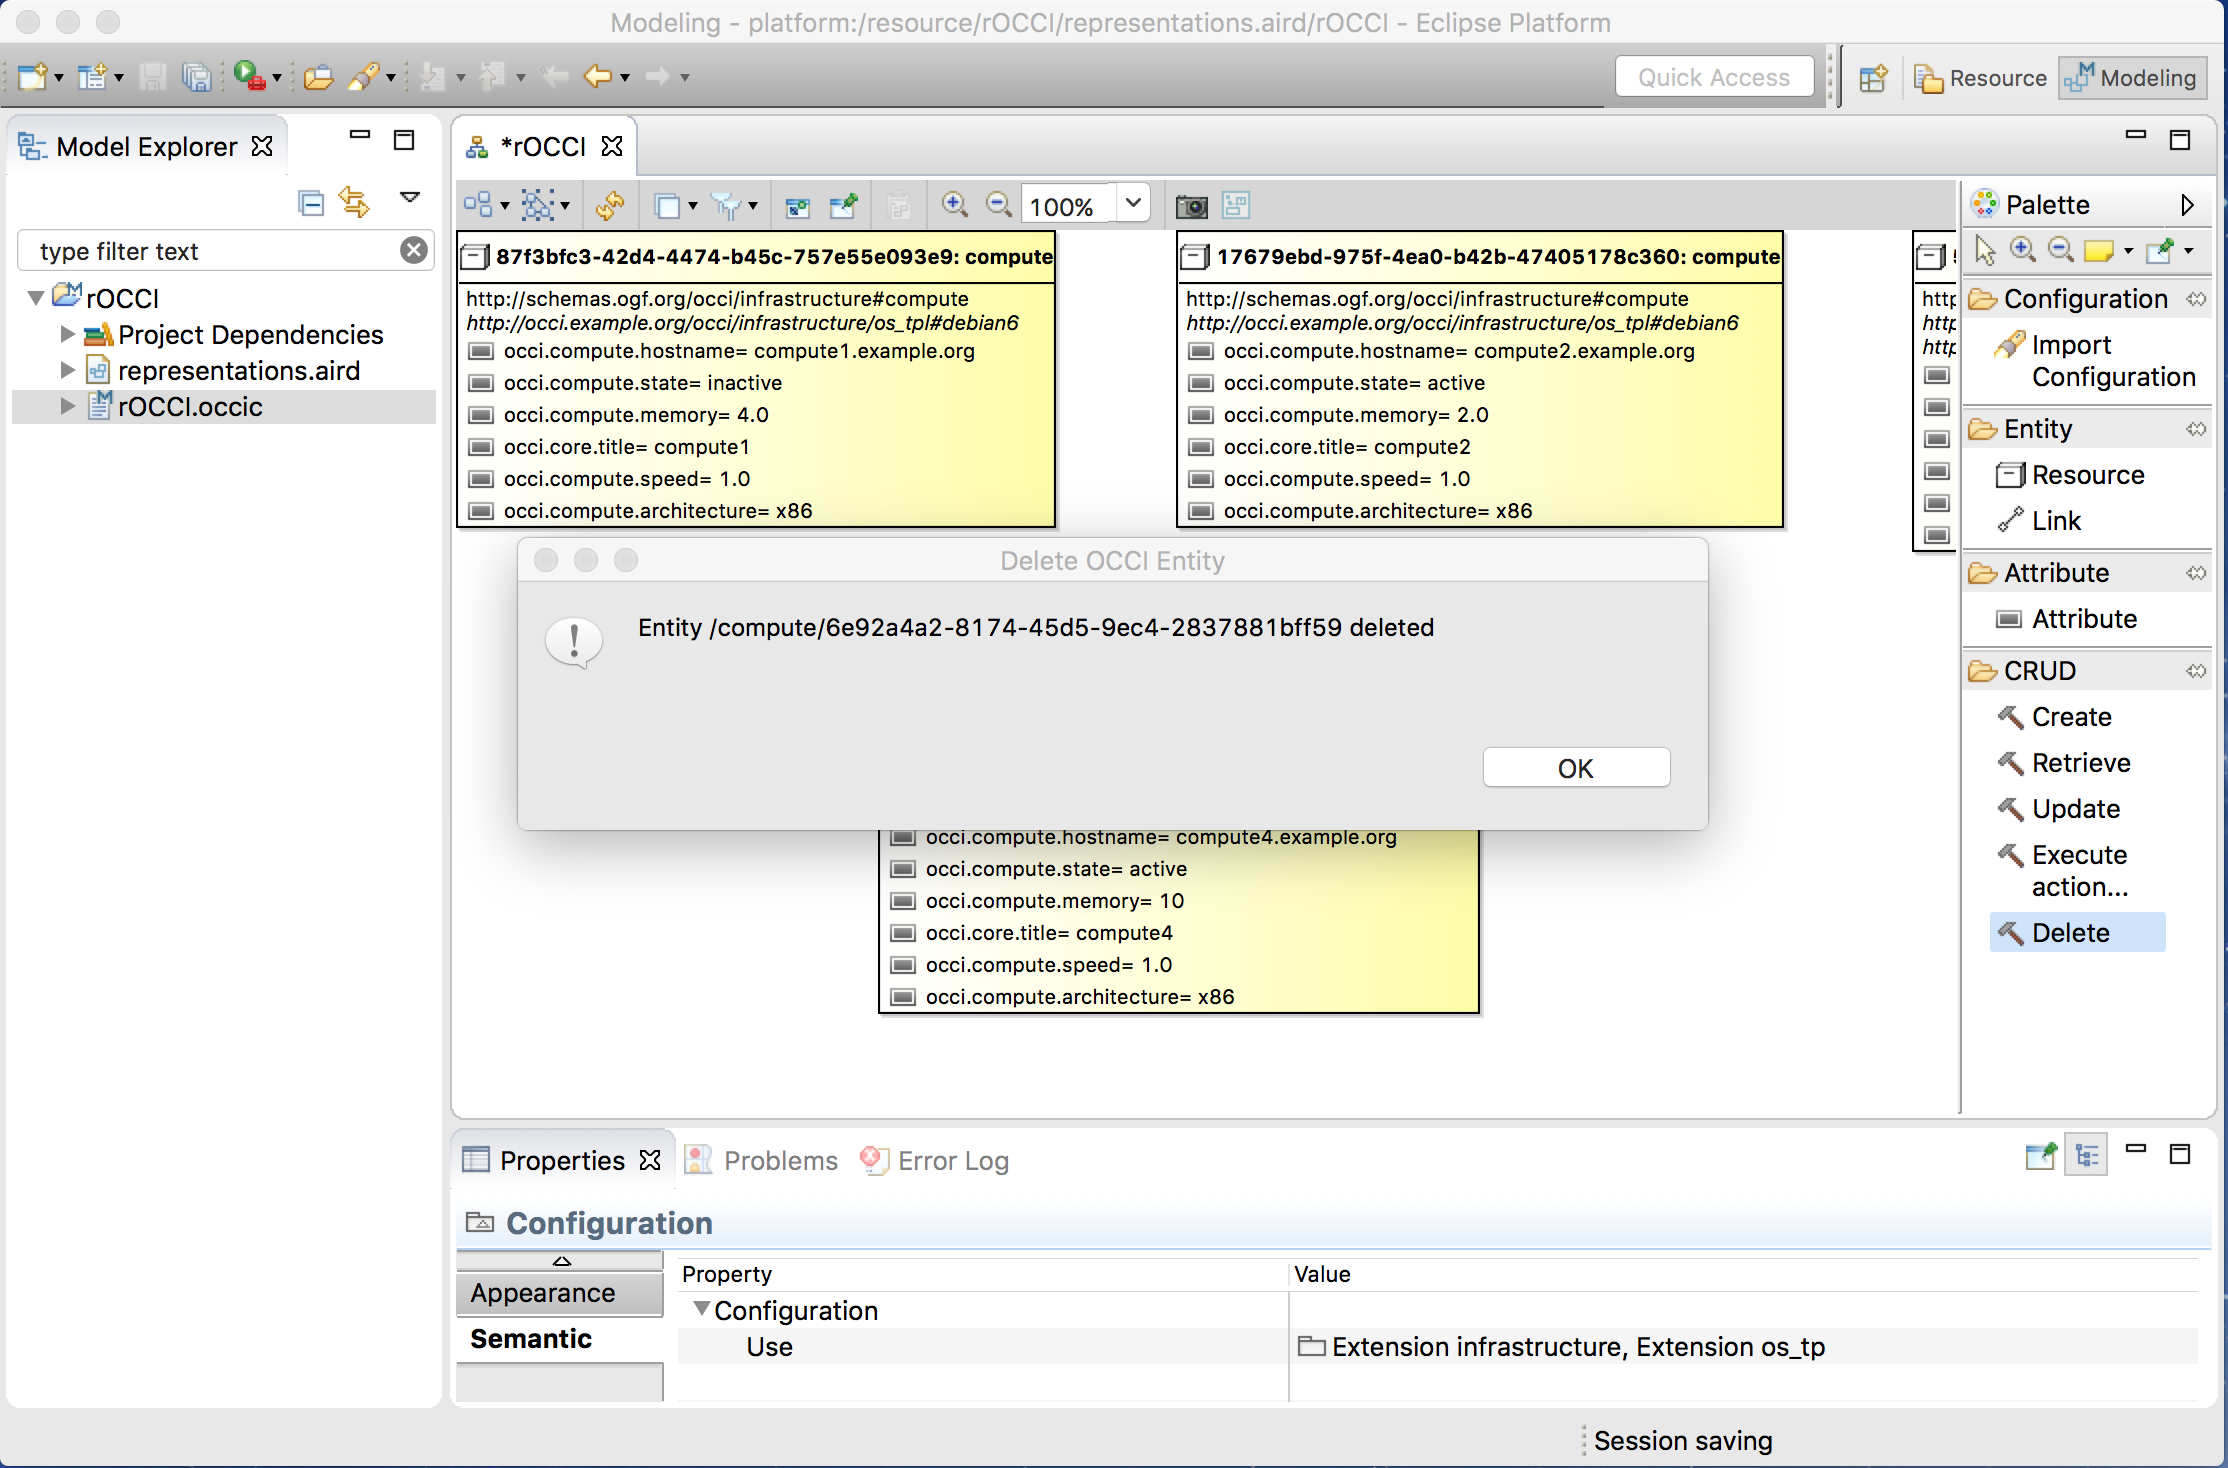 Modeling - platform:/resource/rOCCI/representations.aird/rOCCI - Eclipse Platform
Quick Access
Resource
Modeling
Model Explorer
type filter text
rOCCI
Project Dependencies
representations.aird
rOCCI.occic
*rOCCI
100%
87f3bfc3-42d4-4474-b45c-757e55e093e9: compute
http://schemas.ogf.org/occi/infrastructure#compute
http://occi.example.org/occi/infrastructure/os_tpl#debian6
occi.compute.hostname= compute1.example.org
occi.compute.state= inactive
occi.compute.memory= 4.0
occi.core.title= compute1
occi.compute.speed= 1.0
occi.compute.architecture= x86
17679ebd-975f-4ea0-b42b-47405178c360: compute
http://schemas.ogf.org/occi/infrastructure#compute
http://occi.example.org/occi/infrastructure/os_tpl#debian6
occi.compute.hostname= compute2.example.org
occi.compute.state= active
occi.compute.memory= 2.0
occi.core.title= compute2
occi.compute.speed= 1.0
occi.compute.architecture= x86
Delete OCCI Entity
Entity /compute/6e92a4a2-8174-45d5-9ec4-2837881bff59 deleted
OK
occi.compute.hostname= compute4.example.org
occi.compute.state= active
occi.compute.memory= 10
occi.core.title= compute4
occi.compute.speed= 1.0
occi.compute.architecture= x86
Palette
Configuration
Import
Configuration
Entity
Resource
Link
Attribute
Attribute
CRUD
Create
Retrieve
Update
Execute
action...
Delete
Properties
Problems
Error Log
Configuration
Appearance
Semantic
Property
Value
Configuration
Use
Extension infrastructure, Extension os_tp
Session saving